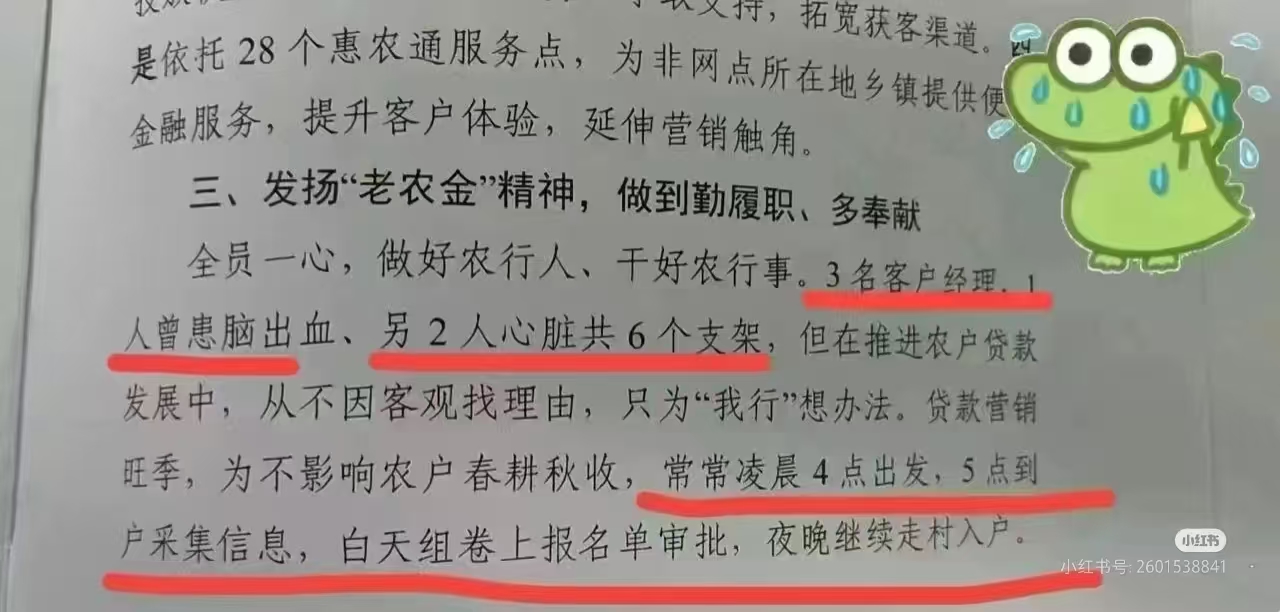 支持，拓宽获客渠道。
是依托 28 个惠农通服务点，为非网点所在地乡镇提供便
金融服务，提升客户体验，延伸营销触角。
三、发扬“老农金”精神，做到勤履职、多奉献
全员一心，做好农行人、干好农行事。3 名客户经理，1
人曾患脑出血、另 2 人心脏共 6 个支架，但在推进农户贷款
发展中，从不因客观找理由，只为“我行”想办法。贷款营销
旺季，为不影响农户春耕秋收，常常凌晨 4 点出发，5 点到
户采集信息，白天组卷上报名单审批，夜晚继续走村入户。
小红书
小红书号: 2601538841